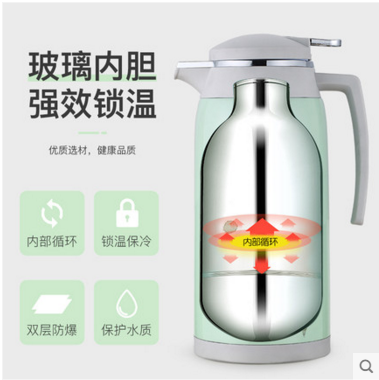 玻璃内胆
强效锁温
优质选材，健康品质
内部循环
锁温保冷
双层防爆
保护水质
内部循环